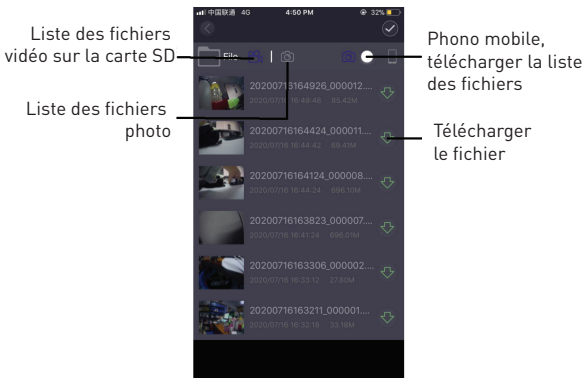 中国联通 4G 4:50 PM 32%
Liste des fichiers
vidéo sur la carte SD
File
Phono mobile,
télécharger la liste
des fichiers
20200716164926_000012....
2020/07/16 16:49:46 83.42M
Liste des fichiers
photo
20200716164424_000011....
2020/07/16 16:44:42 69.41M
Télécharger
le fichier
20200716164124_000008....
2020/07/16 16:44:24 696.10M
20200716163823_000007....
2020/07/16 16:41:24 696.01M
20200716163306_000002....
2020/07/16 16:33:12 27.80M
20200716163211_000001....
2020/07/16 16:32:16 33.18M